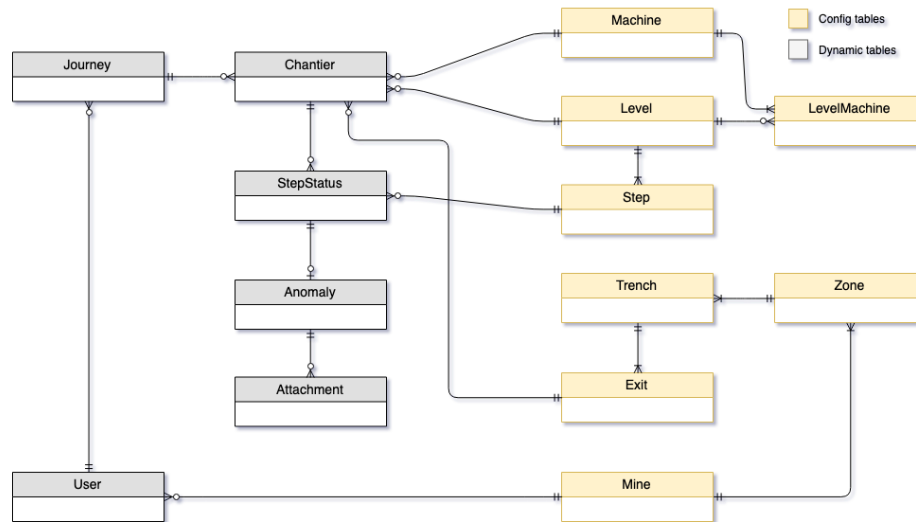 Machine
Config tables
Dynamic tables
Journey
Chantier
Level
LevelMachine
StepStatus
Step
Anomaly
Trench
Zone
Attachment
Exit
User
Mine